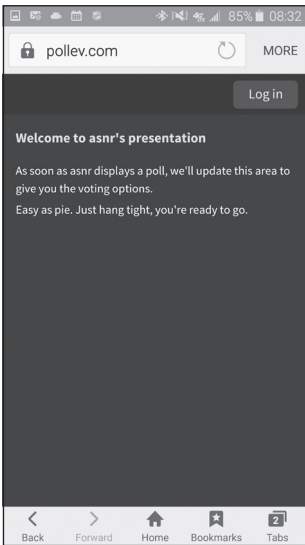 85% 08:32
pollev.com MORE
Log in
Welcome to asnr's presentation
As soon as asnr displays a poll, we'll update this area to
give you the voting options.
Easy as pie. Just hang tight, you're ready to go.
Back Forward Home Bookmarks 2 Tabs